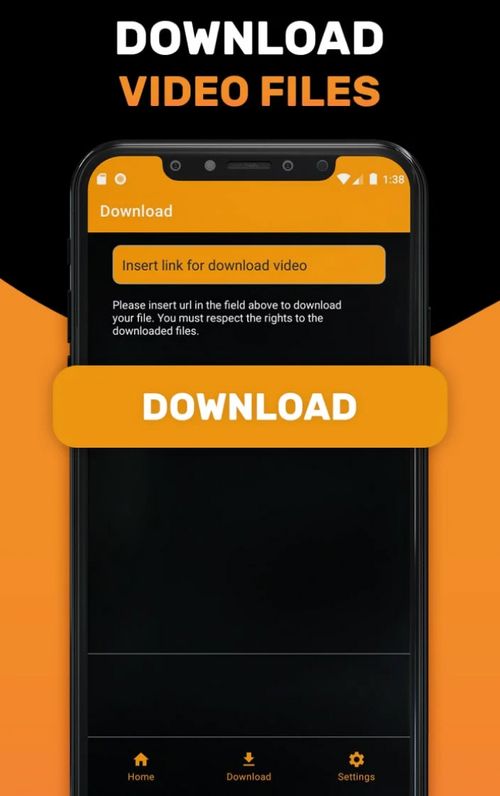 DOWNLOAD
VIDEO FILES
1:38
Download
Insert link for download video
Please insert url in the field above to download
your file. You must respect the rights to the
downloaded files.
DOWNLOAD
Home
Download
Settings